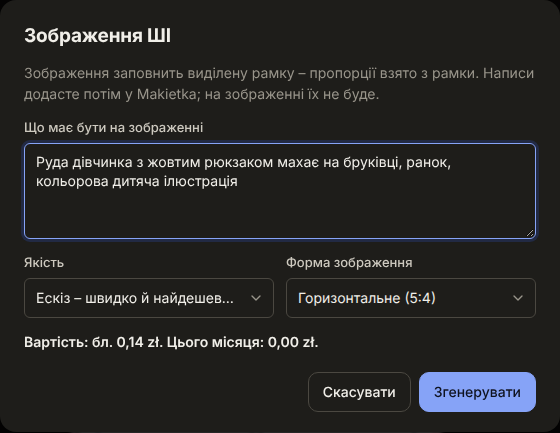 Зображення ШІ
Зображення заповнить виділену рамку – пропорції взято з рамки. Написи
додасте потім у Makietka; на зображенні їх не буде.
Що має бути на зображенні
Руда дівчинка з жовтим рюкзаком махає на бруківці, ранок,
кольорова дитяча ілюстрація
Якість
Форма зображення
Ескіз – швидко й найдешев...
Горизонтальне (5:4)
Вартість: бл. 0,14 zł. Цього місяця: 0,00 zł.
Скасувати
Згенерувати